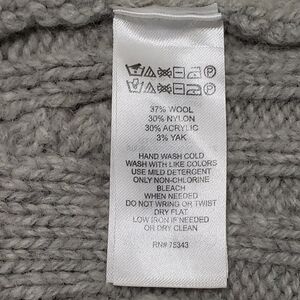 37% WOOL
30% NYLON
30% ACRYLIC
3% YAK
HAND WASH COLD
WASH WITH LIKE COLORS
USE MILD DETERGENT
ONLY NON-CHLORINE
BLEACH
WHEN NEEDED
DO NOT WRING OR TWIST
DRY FLAT
LOW IRON IF NEEDED
OR DRY CLEAN
RN# 75343